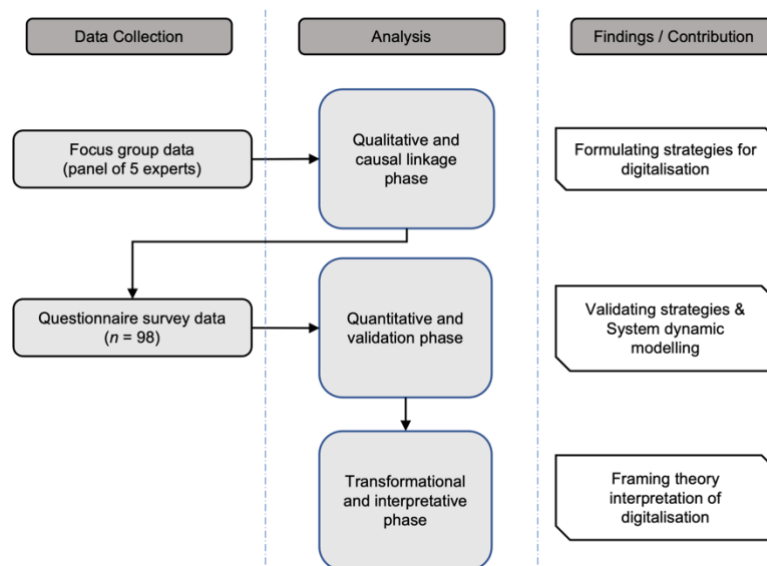 Data Collection
Analysis
Findings / Contribution
Focus group data
(panel of 5 experts)
Qualitative and
causal linkage
phase
Formulating strategies for
digitalisation
Questionnaire survey data
(n = 98)
Quantitative and
validation phase
Validating strategies &
System dynamic
modelling
Transformational
and interpretative
phase
Framing theory
interpretation of
digitalisation